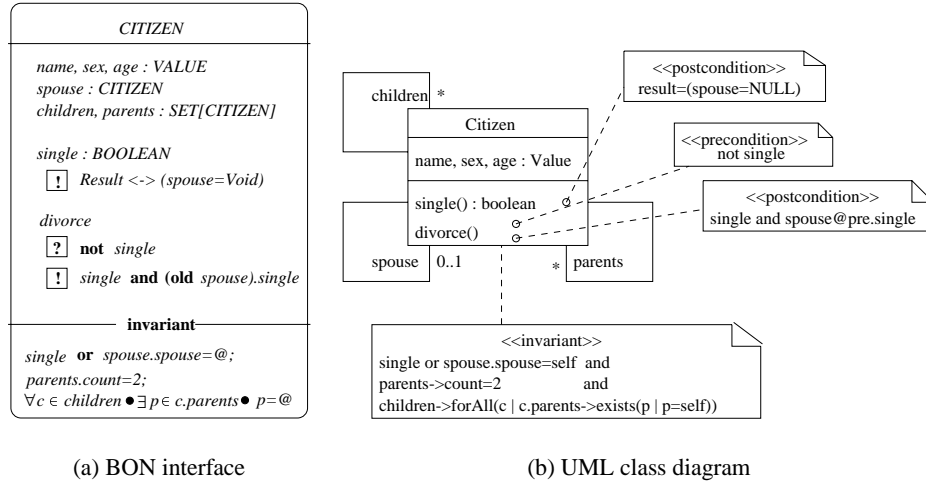 CITIZEN
name, sex, age : VALUE
spouse : CITIZEN
children, parents : SET[CITIZEN]
single : BOOLEAN
! Result <-> (spouse=Void)
divorce
? not single
! single and (old spouse).single
invariant
single or spouse.spouse=@;
parents.count=2;
∀c ∈ children ● ∃ p ∈ c.parents ● p=@
(a) BON interface
children *
Citizen
name, sex, age : Value
single() : boolean
divorce()
spouse 0..1
* parents
<<postcondition>>
result=(spouse=NULL)
<<precondition>>
not single
<<postcondition>>
single and spouse@pre.single
<<invariant>>
single or spouse.spouse=self and
parents->count=2 and
children->forAll(c | c.parents->exists(p | p=self))
(b) UML class diagram